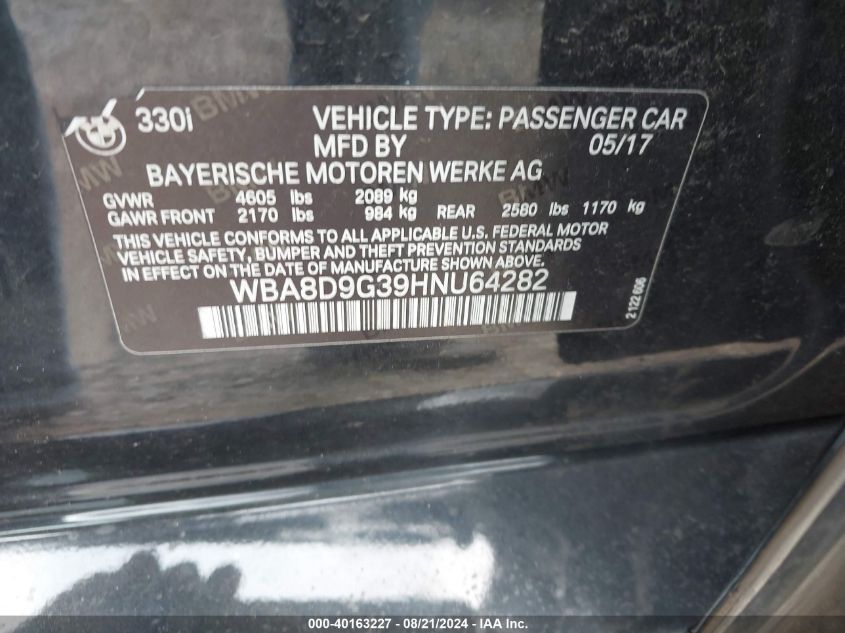 330i VEHICLE TYPE: PASSENGER CAR
MFD BY 05/17
BAYERISCHE MOTOREN WERKE AG
GVWR 4605 lbs 2089 kg
GAWR FRONT 2170 lbs 984 kg REAR 2580 lbs 1170 kg
THIS VEHICLE CONFORMS TO ALL APPLICABLE U.S. FEDERAL MOTOR
VEHICLE SAFETY, BUMPER AND THEFT PREVENTION STANDARDS
IN EFFECT ON THE DATE OF MANUFACTURE SHOWN ABOVE.
WBA8D9G39HNU64282
2 122 606
000-40163227 - 08/21/2024 - IAA Inc.